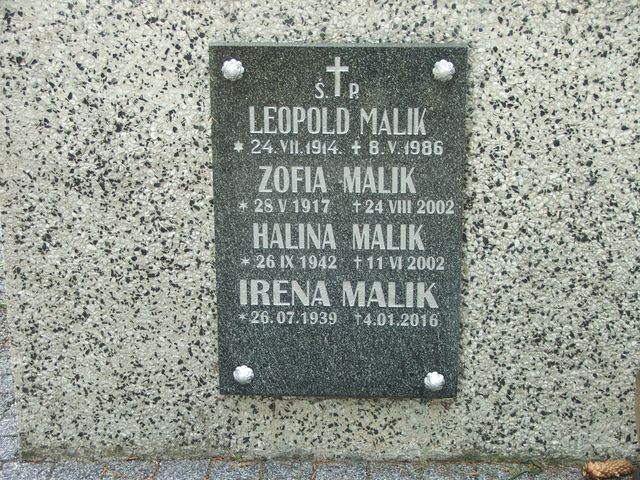 Ś. † P.
LEOPOLD MALIK
* 24.VII.1914. + 8.V.1986
ZOFIA MALIK
* 28 V 1917 † 24 VIII 2002
HALINA MALIK
* 26 IX 1942 † 11 VI 2002
IRENA MALIK
* 26.07.1939 † 4.01.2016